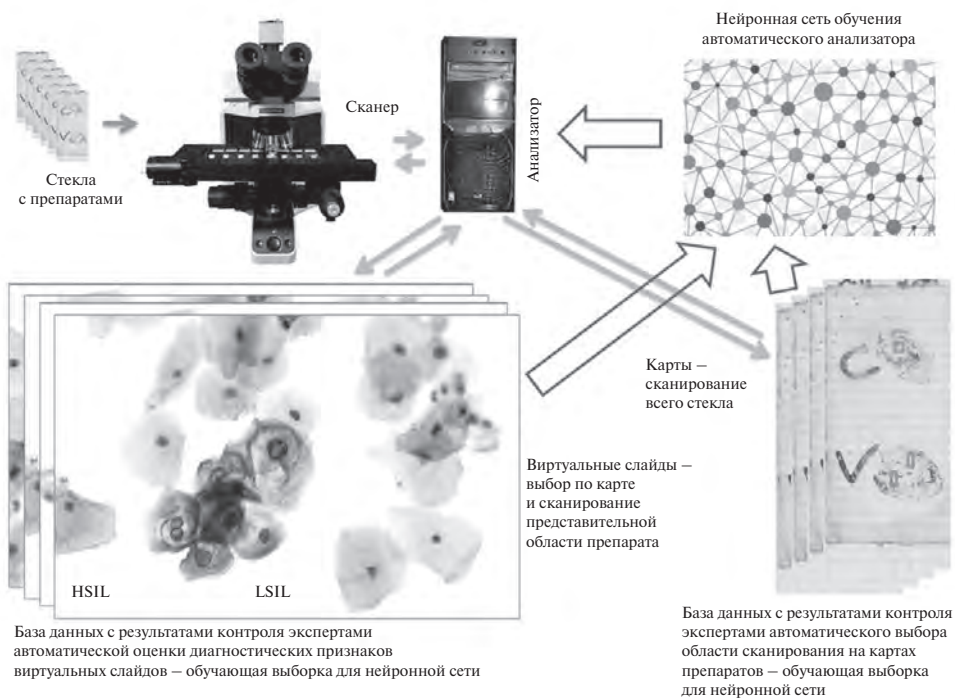 Нейронная сеть обучения
автоматического анализатора
Сканер
Анализатор
Стекла
с препаратами
Карты –
сканирование
всего стекла
Виртуальные слайды –
выбор по карте
и сканирование
представительной
области препарата
HSIL
LSIL
C
V
База данных с результатами контроля экспертами
автоматической оценки диагностических признаков
виртуальных слайдов – обучающая выборка для нейронной сети
База данных с результатами контроля
экспертами автоматического выбора
области сканирования на картах
препаратов – обучающая выборка
для нейронной сети